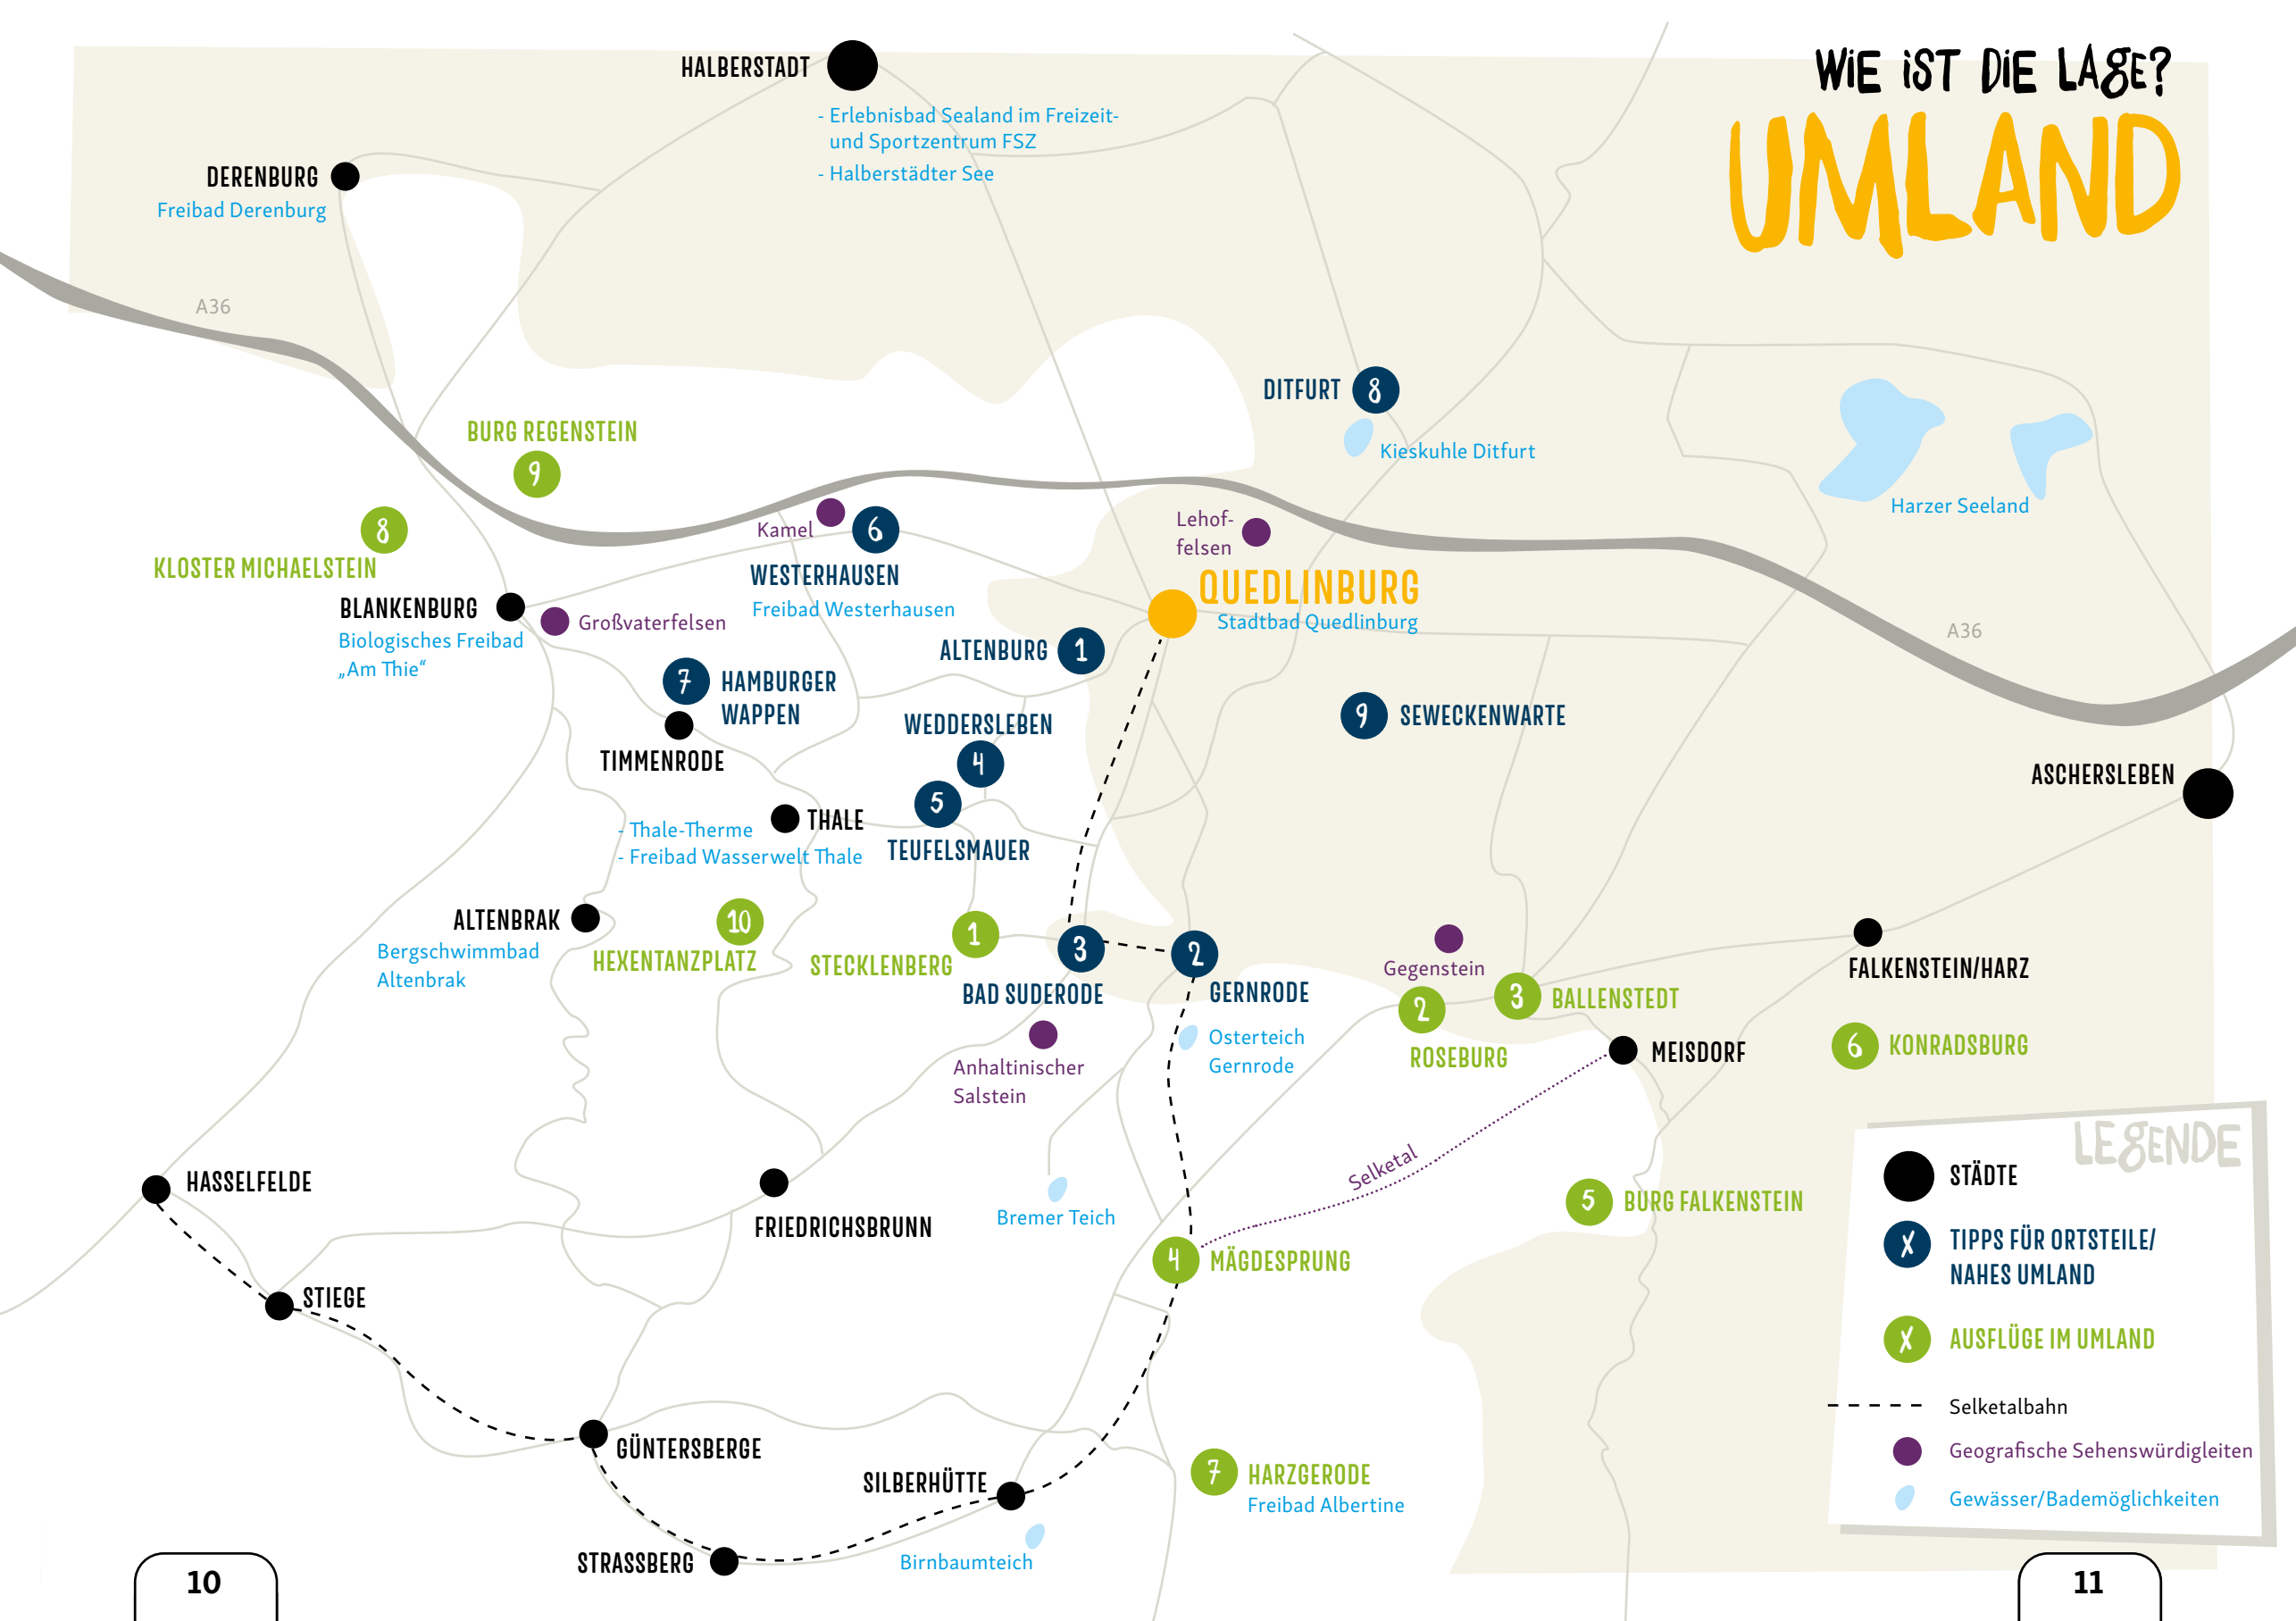 WIE IST DIE LAGE?
UMLAND
HALBERSTADT
- Erlebnisbad Sealand im Freizeit-
und Sportzentrum FSZ
- Halberstädter See
DERENBURG
Freibad Derenburg
A36
BURG REGENSTEIN
9
8
KLOSTER MICHAELSTEIN
DITFURT
8
Kieskuhle Ditfurt
Harzer Seeland
Kamel
6
WESTERHAUSEN
Freibad Westerhausen
Lehof-
felsen
QUEDLINBURG
Stadtbad Quedlinburg
BLANKENBURG
Biologisches Freibad
„Am Thie“
Großvaterfelsen
ALTENBURG
1
A36
7
HAMBURGER
WAPPEN
TIMMENRODE
WEDDERSLEBEN
4
5
TEUFELSMAUER
9
SEWECKENWARTE
ASCHERSLEBEN
THALE
- Thale-Therme
- Freibad Wasserwelt Thale
ALTENBRAK
Bergschwimmbad
Altenbrak
10
HEXENTANZPLATZ
1
STECKLENBERG
3
BAD SUDERODE
2
GERNRODE
Osterteich
Gernrode
Anhaltinischer
Salstein
Gegenstein
2
ROSEBURG
3
BALLENSTEDT
FALKENSTEIN/HARZ
MEISDORF
6
KONRADSBURG
Selketal
5
BURG FALKENSTEIN
HASSELFELDE
FRIEDRICHSBRUNN
Bremer Teich
4
MÄGDESPRUNG
STIEGE
GÜNTERSBERGE
SILBERHÜTTE
7
HARZGERODE
Freibad Albertine
STRASSBERG
Birnbaumteich
LEGENDE
STÄDTE
X
TIPPS FÜR ORTSTEILE/
NAHES UMLAND
X
AUSFLÜGE IM UMLAND
Selketalbahn
Geografische Sehenswürdigleiten
Gewässer/Bademöglichkeiten
10
11